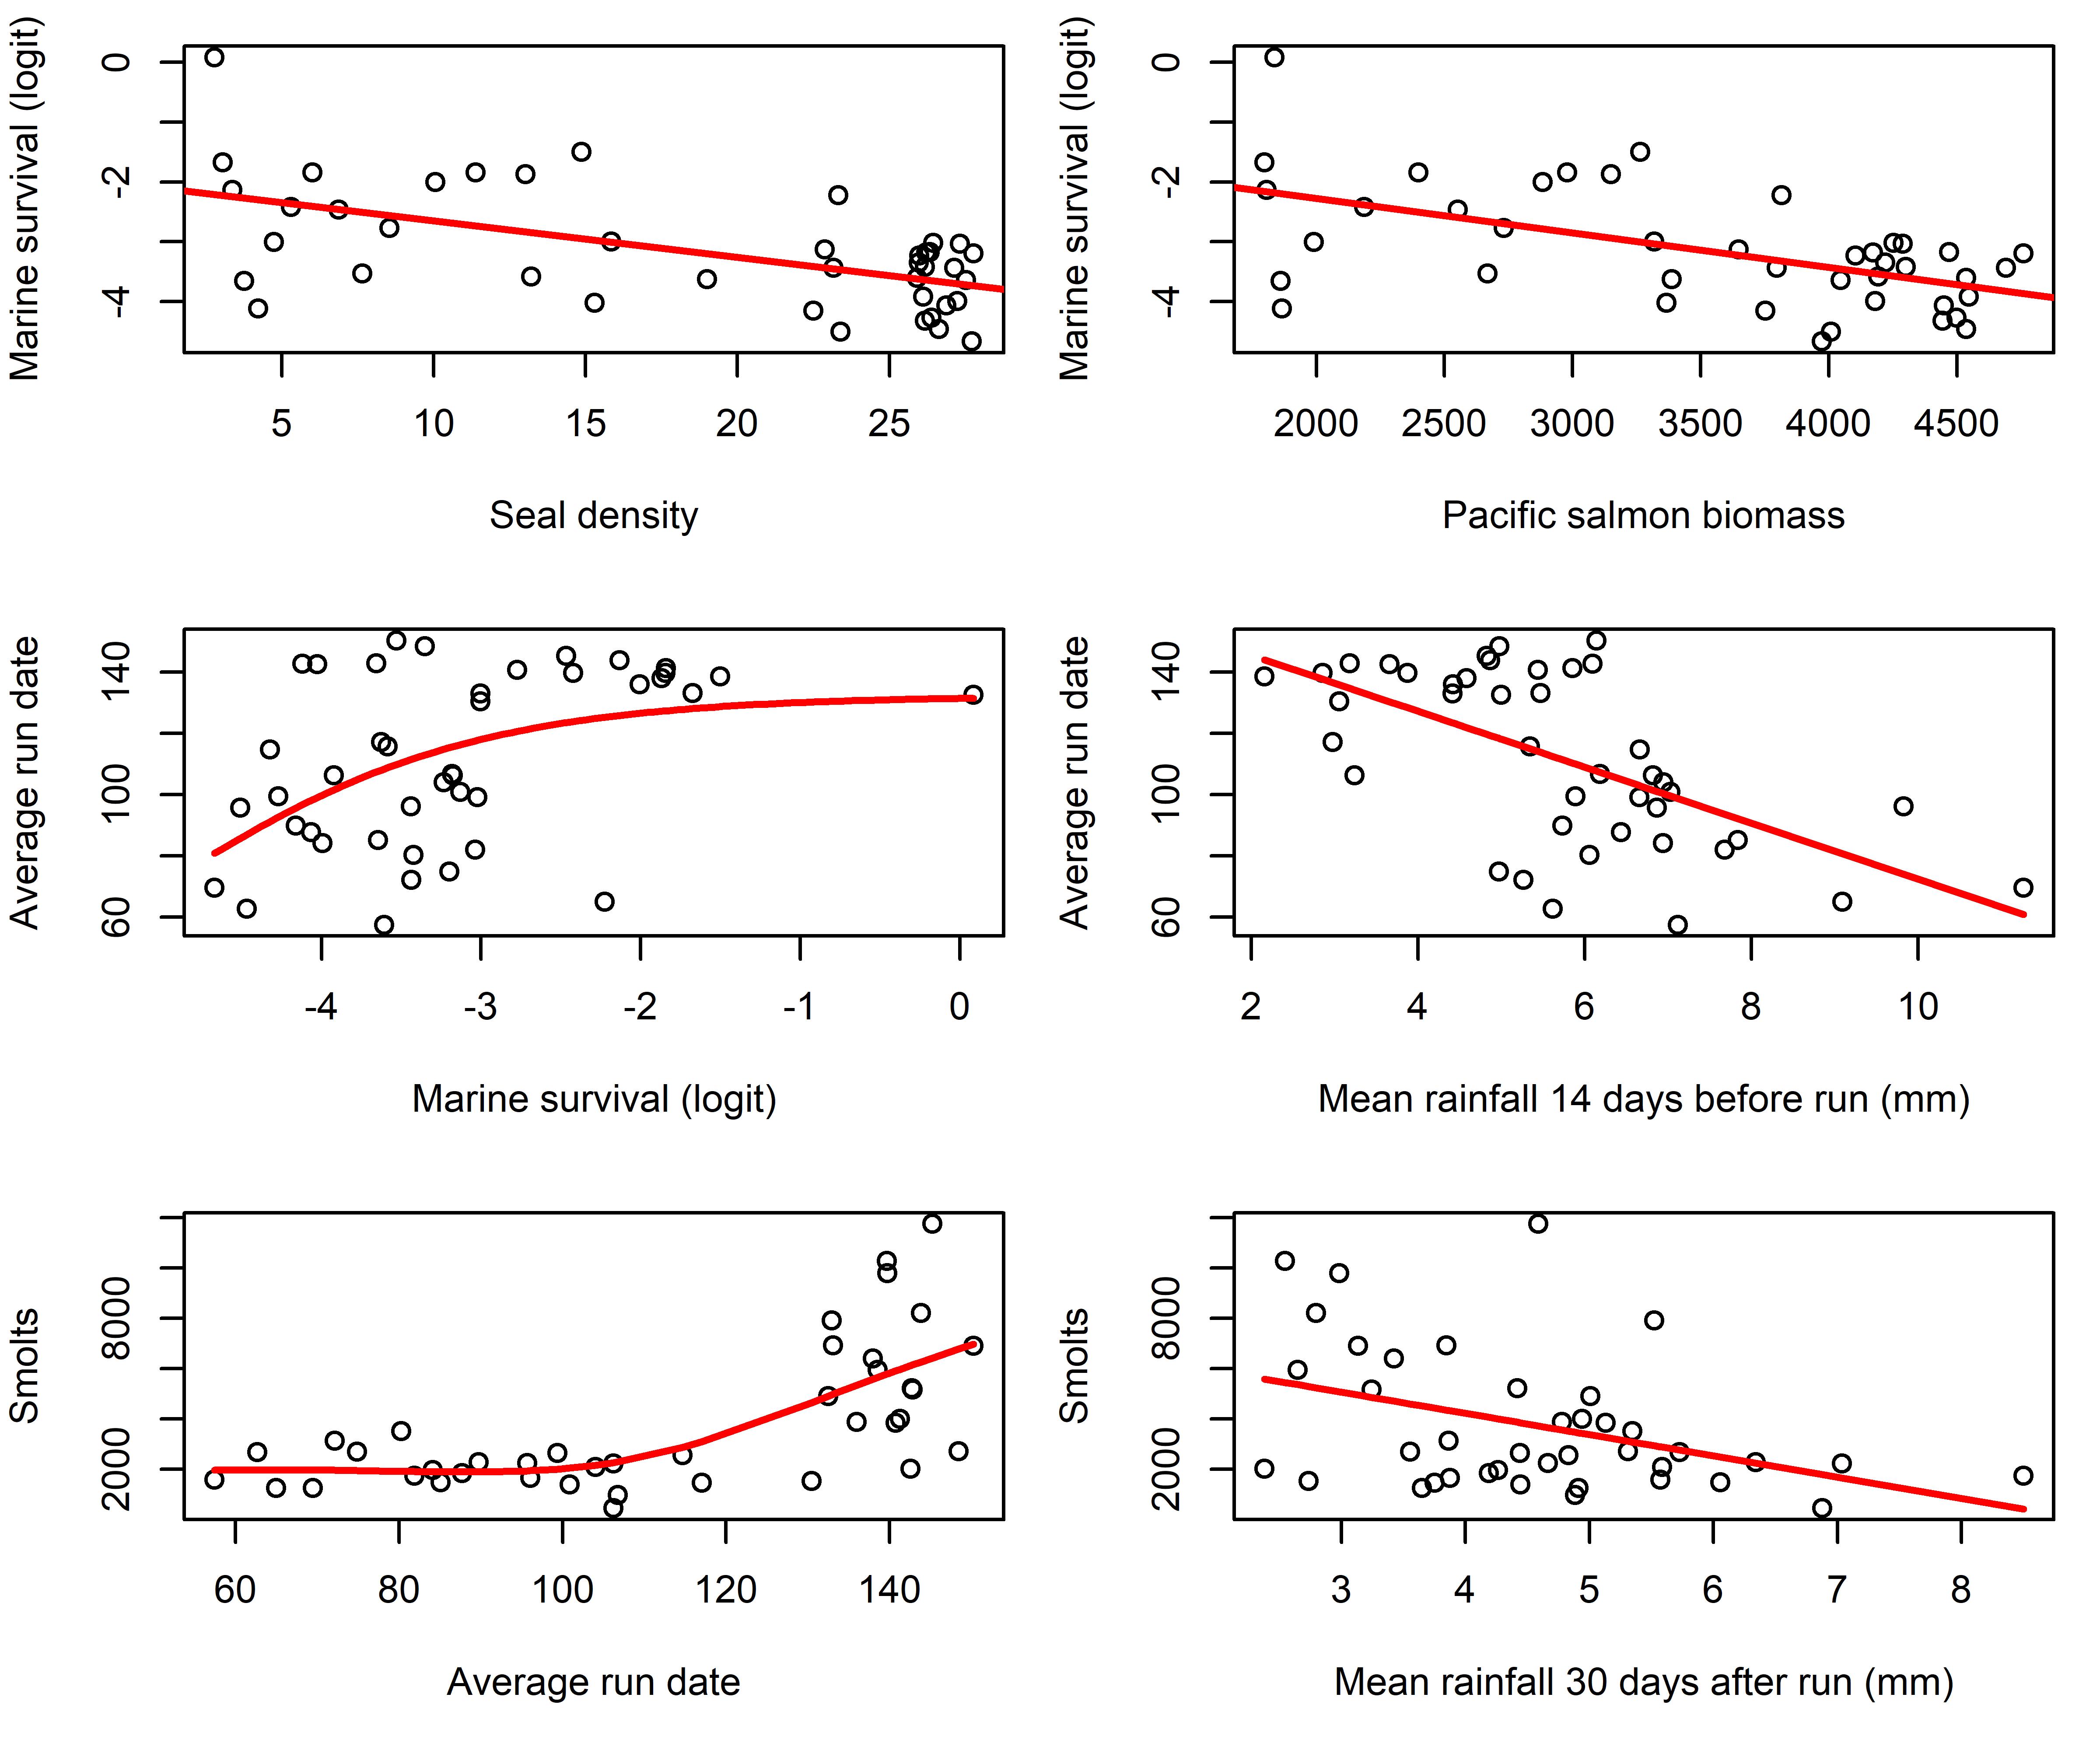 Marine survival (logit)
0
-2
-4
5 10 15 20 25
Seal density
Marine survival (logit)
0
-2
-4
2000 2500 3000 3500 4000 4500
Pacific salmon biomass
Average run date
140
100
60
-4 -3 -2 -1 0
Marine survival (logit)
Average run date
140
100
60
2 4 6 8 10
Mean rainfall 14 days before run (mm)
Smolts
8000
2000
60 80 100 120 140
Average run date
Smolts
8000
2000
3 4 5 6 7 8
Mean rainfall 30 days after run (mm)